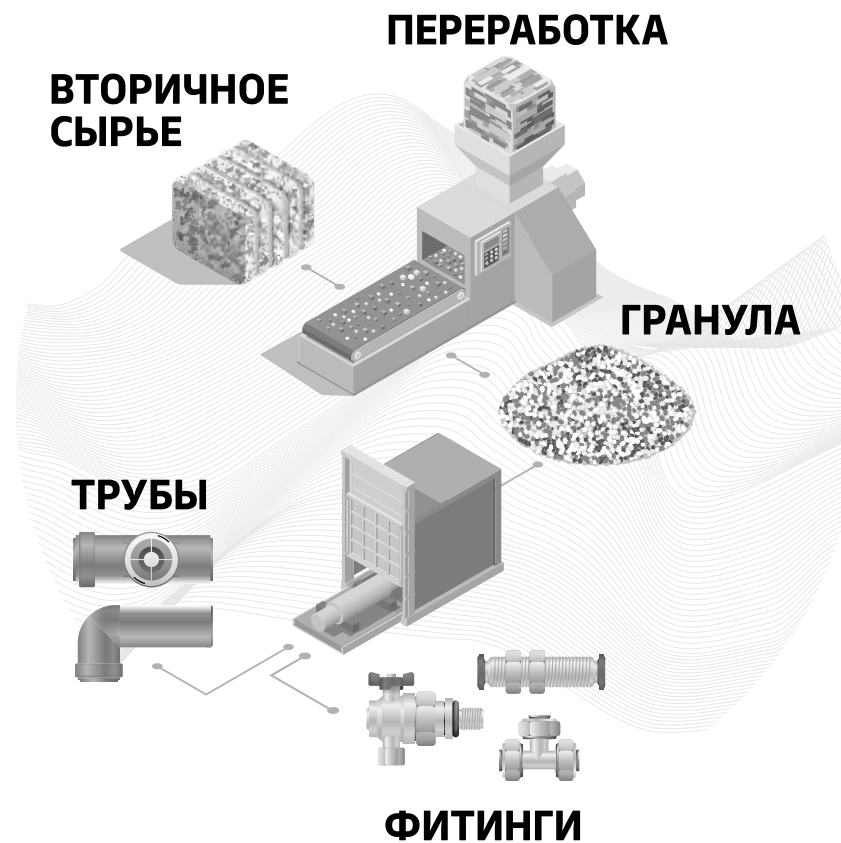 ПЕРЕРАБОТКА
ВТОРИЧНОЕ
СЫРЬЕ
ГРАНУЛА
ТРУБЫ
ФИТИНГИ